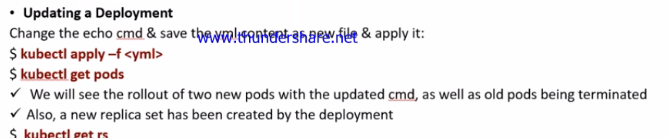 • Updating a Deployment
Change the echo cmd & save the yml content as new file & apply it:
www.thundershare.net
$ kubectl apply –f <yml>
$ kubectl get pods
✓ We will see the rollout of two new pods with the updated cmd, as well as old pods being terminated
✓ Also, a new replica set has been created by the deployment
$ kubectl get rs